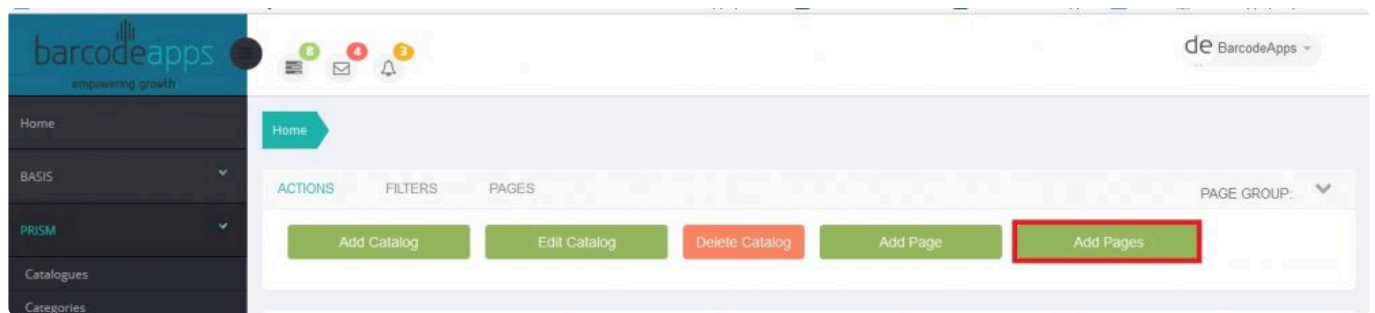 barcodeapps
empowering growth
8 4 3
de BarcodeApps
Home
BASIS
PRISM
Catalogues
Categories
Home
ACTIONS FILTERS PAGES PAGE GROUP:
Add Catalog Edit Catalog Delete Catalog Add Page Add Pages